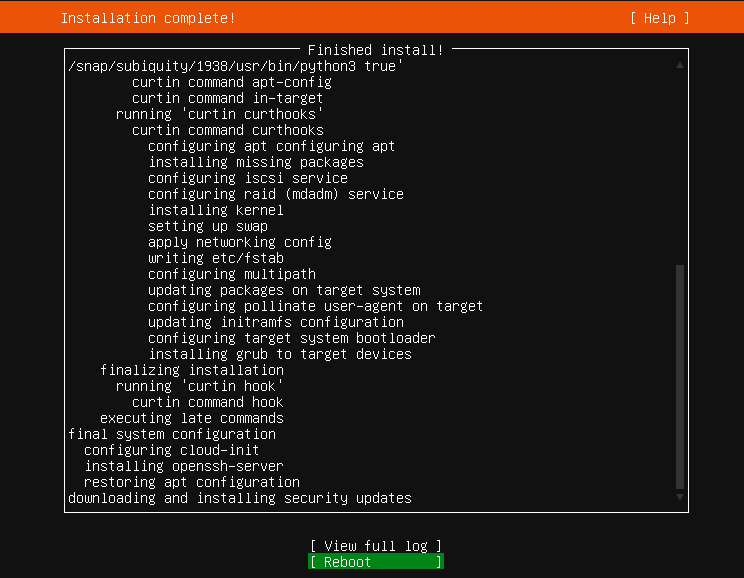 Installation complete! [ Help ]
Finished install!
/snap/subiquity/1938/usr/bin/python3 true'
curtin command apt-config
curtin command in-target
running 'curtin curthooks'
curtin command curthooks
configuring apt configuring apt
installing missing packages
configuring iscsi service
configuring raid (mdadm) service
installing kernel
setting up swap
apply networking config
writing etc/fstab
configuring multipath
updating packages on target system
configuring pollinate user-agent on target
updating initramfs configuration
configuring target system bootloader
installing grub to target devices
finalizing installation
running 'curtin hook'
curtin command hook
executing late commands
final system configuration
configuring cloud-init
installing openssh-server
restoring apt configuration
downloading and installing security updates
[ View full log ]
[ Reboot ]